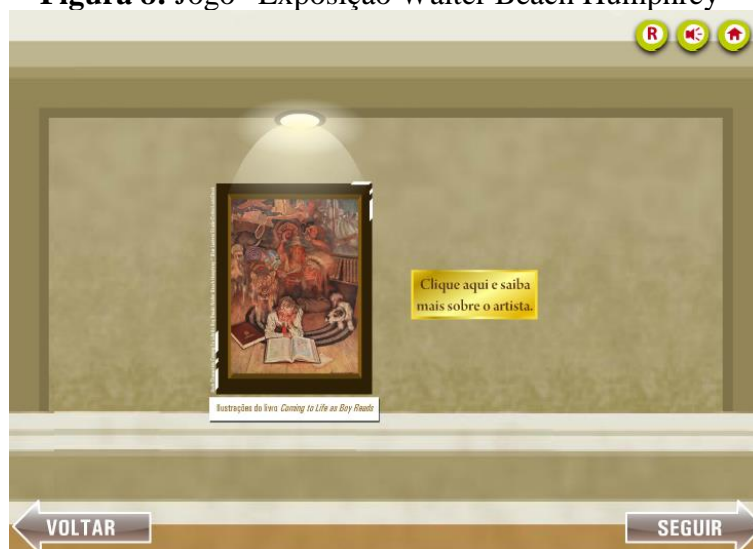 Figura 8: Jogo "Exposição Walter Beach Humphrey"
R
Clique aqui e saiba
mais sobre o artista.
Ilustrações do livro Coming to Life as Boy Reads
VOLTAR
SEGUIR